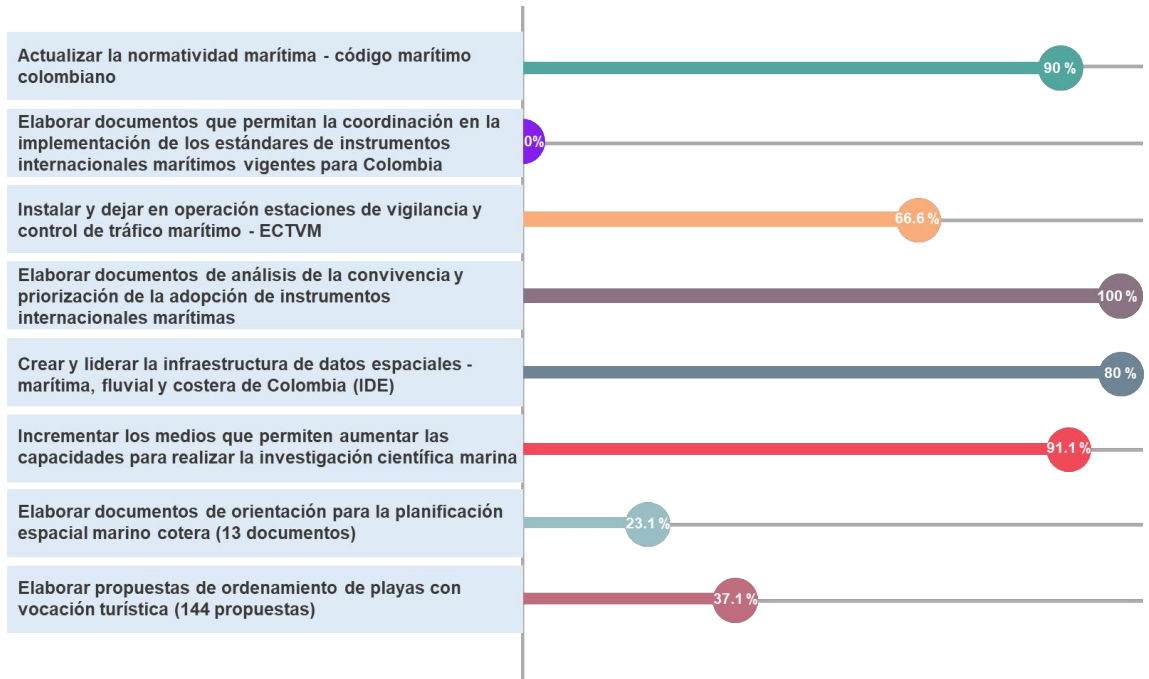 Actualizar la normatividad marítima - código marítimo
colombiano
90 %
Elaborar documentos que permitan la coordinación en la
implementación de los estándares de instrumentos
internacionales marítimos vigentes para Colombia
0%
Instalar y dejar en operación estaciones de vigilancia y
control de tráfico marítimo - ECTVM
66.6 %
Elaborar documentos de análisis de la convivencia y
priorización de la adopción de instrumentos
internacionales marítimas
100 %
Crear y liderar la infraestructura de datos espaciales -
marítima, fluvial y costera de Colombia (IDE)
80 %
Incrementar los medios que permiten aumentar las
capacidades para realizar la investigación científica marina
91.1 %
Elaborar documentos de orientación para la planificación
espacial marino cotera (13 documentos)
23.1 %
Elaborar propuestas de ordenamiento de playas con
vocación turística (144 propuestas)
37.1 %